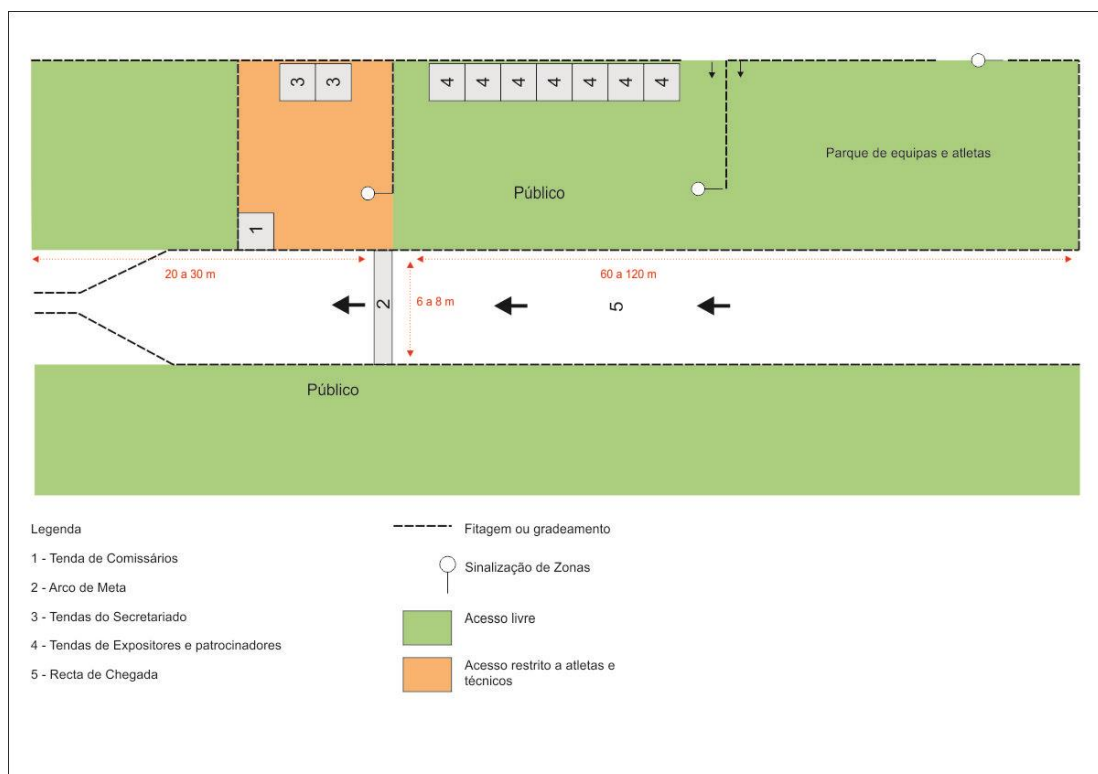 3
3
4
4
4
4
4
4
4
Parque de equipas e atletas
Público
1
20 a 30 m
60 a 120 m
2
6 a 8 m
5
Público
Legenda
1 - Tenda de Comissários
2 - Arco de Meta
3 - Tendas do Secretariado
4 - Tendas de Expositores e patrocinadores
5 - Recta de Chegada
Fitagem ou gradeamento
Sinalização de Zonas
Acesso livre
Acesso restrito a atletas e
técnicos